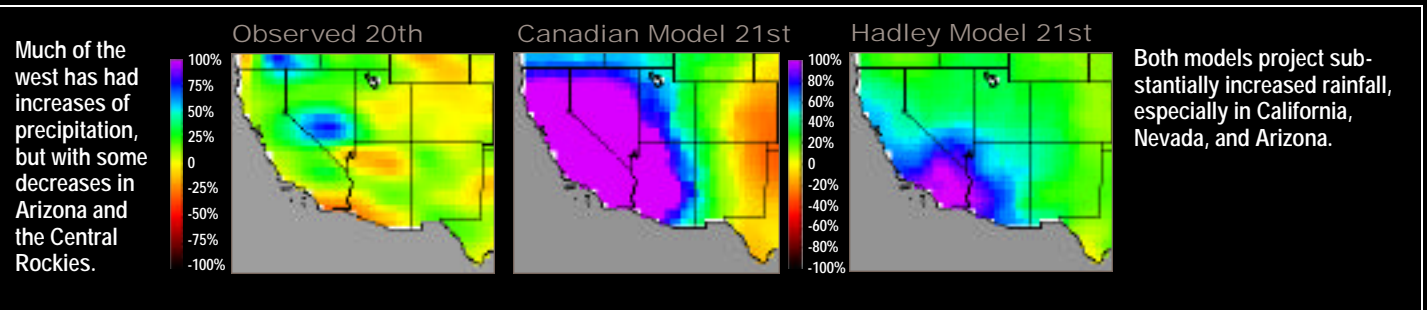 Much of the
west has had
increases of
precipitation,
but with some
decreases in
Arizona and
the Central
Rockies.
Observed 20th
100%
75%
50%
25%
0
-25%
-50%
-75%
-100%
Canadian Model 21st
100%
80%
60%
40%
20%
0
-20%
-40%
-60%
-80%
-100%
Hadley Model 21st
Both models project sub-
stantially increased rainfall,
especially in California,
Nevada, and Arizona.